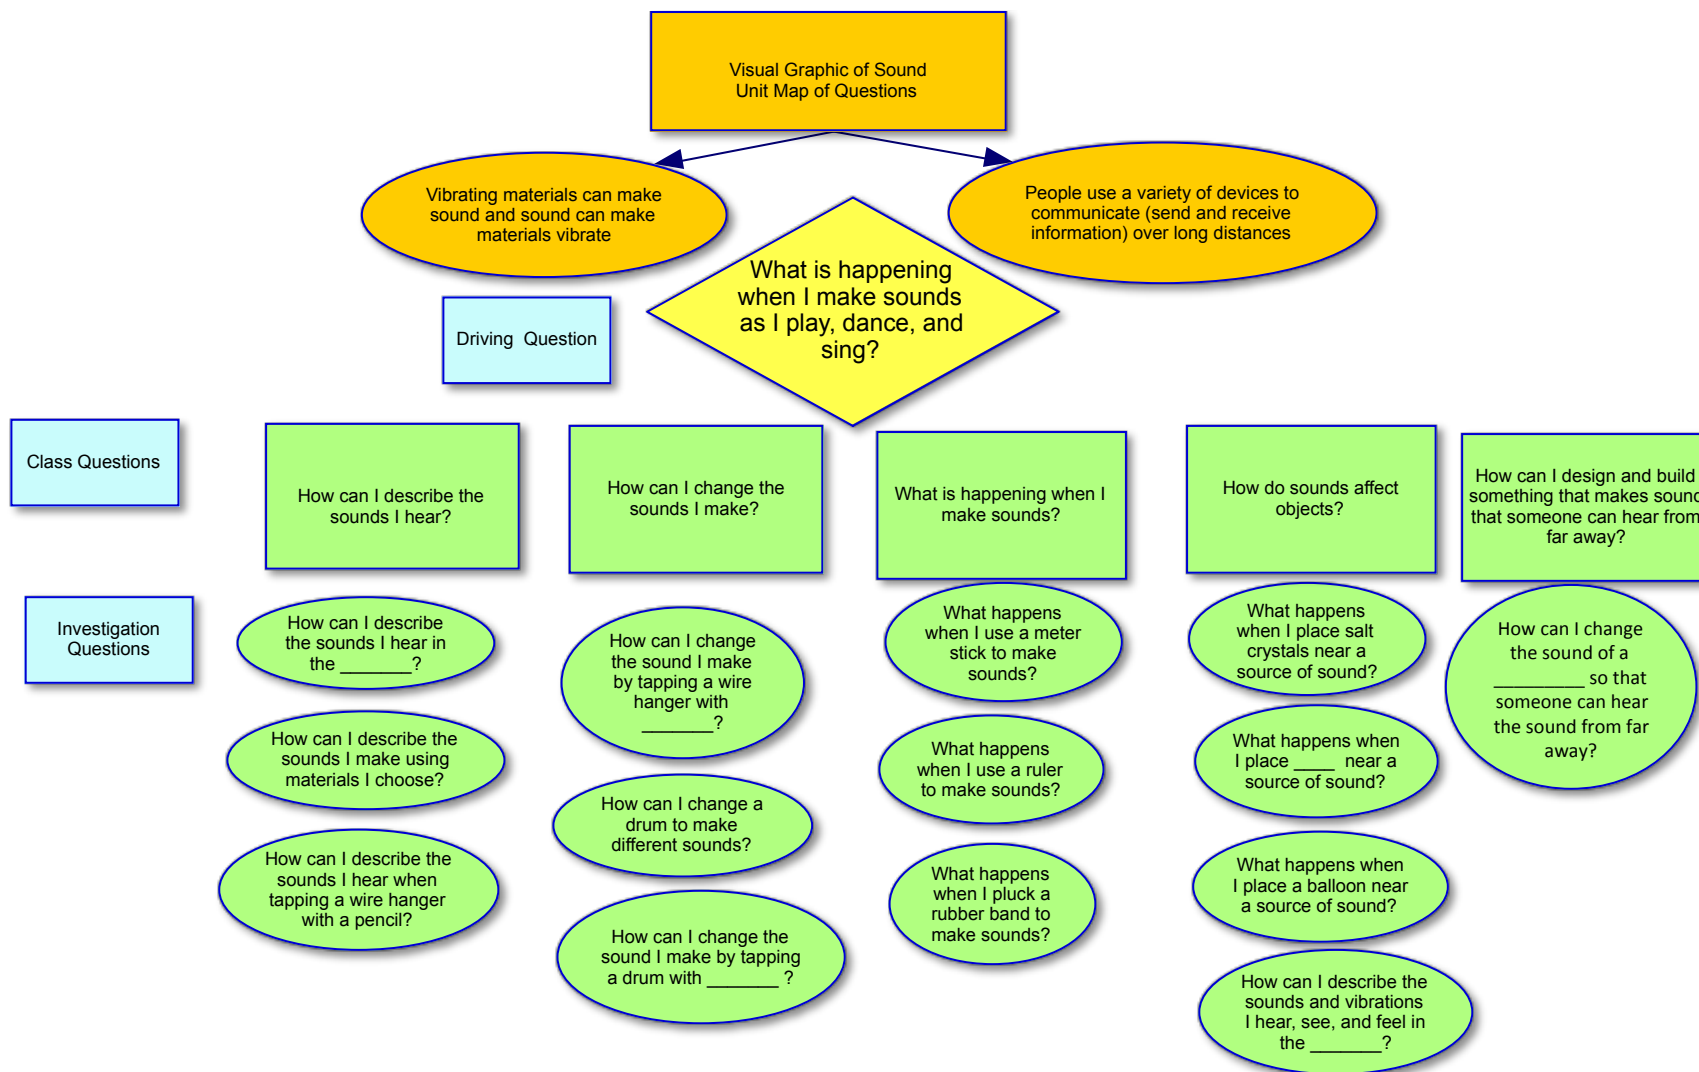 Visual Graphic of Sound
Unit Map of Questions
Vibrating materials can make
sound and sound can make
materials vibrate
People use a variety of devices to
communicate (send and receive
information) over long distances
What is happening
when I make sounds
as I play, dance, and
sing?
Driving Question
Class Questions
How can I describe the
sounds I hear?
How can I change the
sounds I make?
What is happening when I
make sounds?
How do sounds affect
objects?
How can I design and build
something that makes sound
that someone can hear from
far away?
Investigation
Questions
How can I describe
the sounds I hear in
the _______?
How can I describe the
sounds I make using
materials I choose?
How can I describe the
sounds I hear when
tapping a wire hanger
with a pencil?
How can I change
the sound I make
by tapping a wire
hanger with
_______?
How can I change a
drum to make
different sounds?
How can I change the
sound I make by tapping
a drum with _______ ?
What happens
when I use a meter
stick to make
sounds?
What happens
when I use a ruler
to make sounds?
What happens
when I pluck a
rubber band to
make sounds?
What happens
when I place salt
crystals near a
source of sound?
What happens when
I place ____ near a
source of sound?
What happens when
I place a balloon near
a source of sound?
How can I describe the
sounds and vibrations
I hear, see, and feel in
the _______?
How can I change
the sound of a
_________ so that
someone can hear
the sound from far
away?